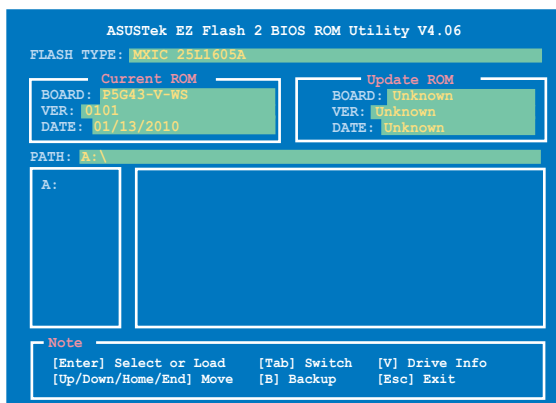 ASUSTek EZ Flash 2 BIOS ROM Utility V4.06
FLASH TYPE: MXIC 25L1605A
Current ROM
BOARD: P5G43-V-WS
VER: 0101
DATE: 01/13/2010
Update ROM
BOARD: Unknown
VER: Unknown
DATE: Unknown
PATH: A:\
A:
Note
[Enter] Select or Load [Tab] Switch [V] Drive Info
[Up/Down/Home/End] Move [B] Backup [Esc] Exit